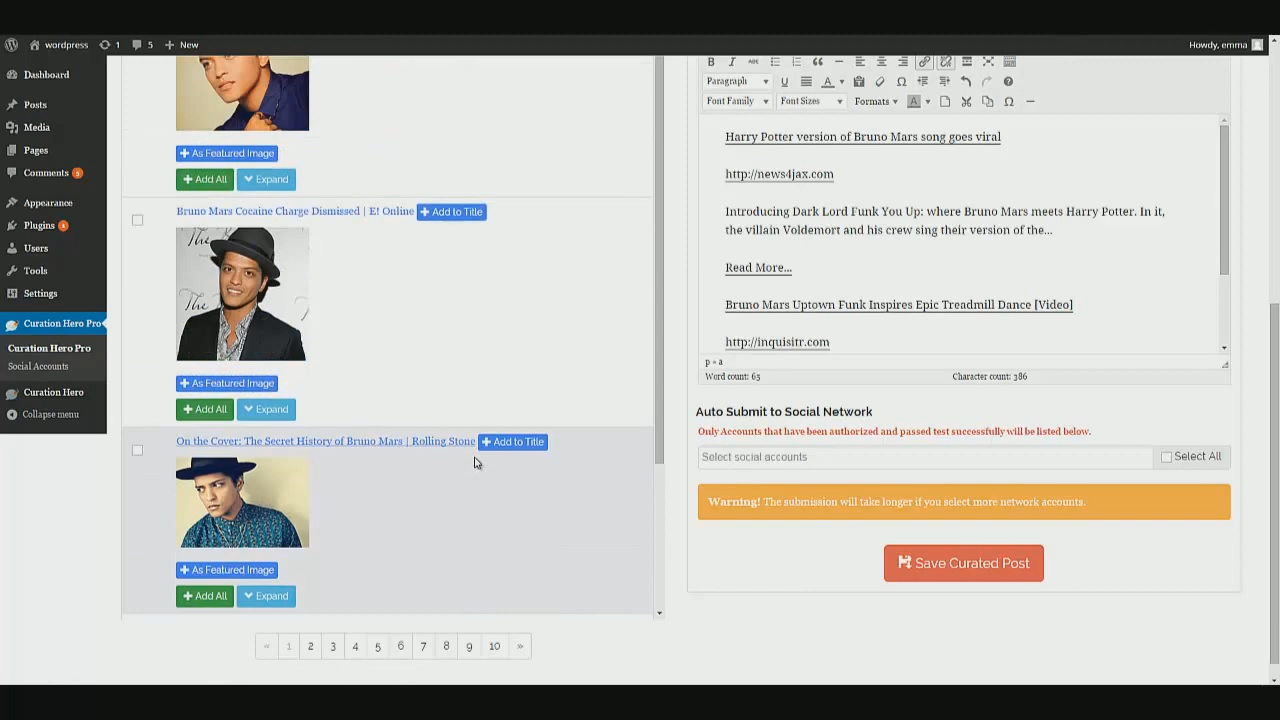 wordpress
1
5
New
Howdy, emma
Dashboard
Posts
Media
Pages
Comments 5
Appearance
Plugins 4
Users
Tools
Settings
Curation Hero Pro
Curation Hero Pro
Social Accounts
Curation Hero
Collapse menu
As Featured Image
Add All Expand
Bruno Mars Cocaine Charge Dismissed | E! Online Add to Title
As Featured Image
Add All Expand
On the Cover: The Secret History of Bruno Mars | Rolling Stone Add to Title
As Featured Image
Add All Expand
« 1 2 3 4 5 6 7 8 9 10 »
Paragraph
Font Family Font Sizes Formats
Harry Potter version of Bruno Mars song goes viral
http://news4jax.com
Introducing Dark Lord Funk You Up: where Bruno Mars meets Harry Potter. In it,
the villain Voldemort and his crew sing their version of the...
Read More...
Bruno Mars Uptown Funk Inspires Epic Treadmill Dance [Video]
http://inquisitr.com
p » a
Word count: 63 Character count: 386
Auto Submit to Social Network
Only Accounts that have been authorized and passed test successfully will be listed below.
Select social accounts Select All
Warning! The submission will take longer if you select more network accounts.
Save Curated Post